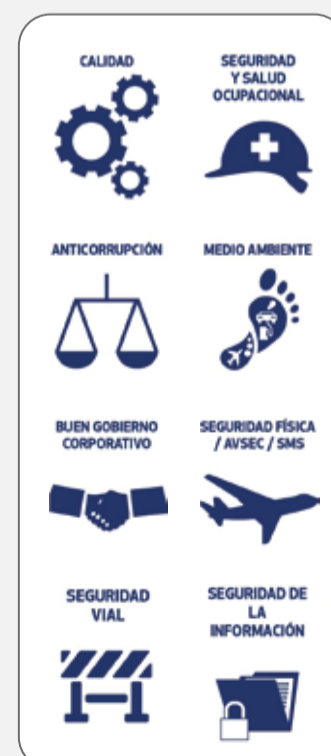 CALIDAD
SEGURIDAD
Y SALUD
OCUPACIONAL
ANTICORRUPCIÓN
MEDIO AMBIENTE
BUEN GOBIERNO
CORPORATIVO
SEGURIDAD FÍSICA
/ AVSEC / SMS
SEGURIDAD
VIAL
SEGURIDAD DE
LA
INFORMACIÓN